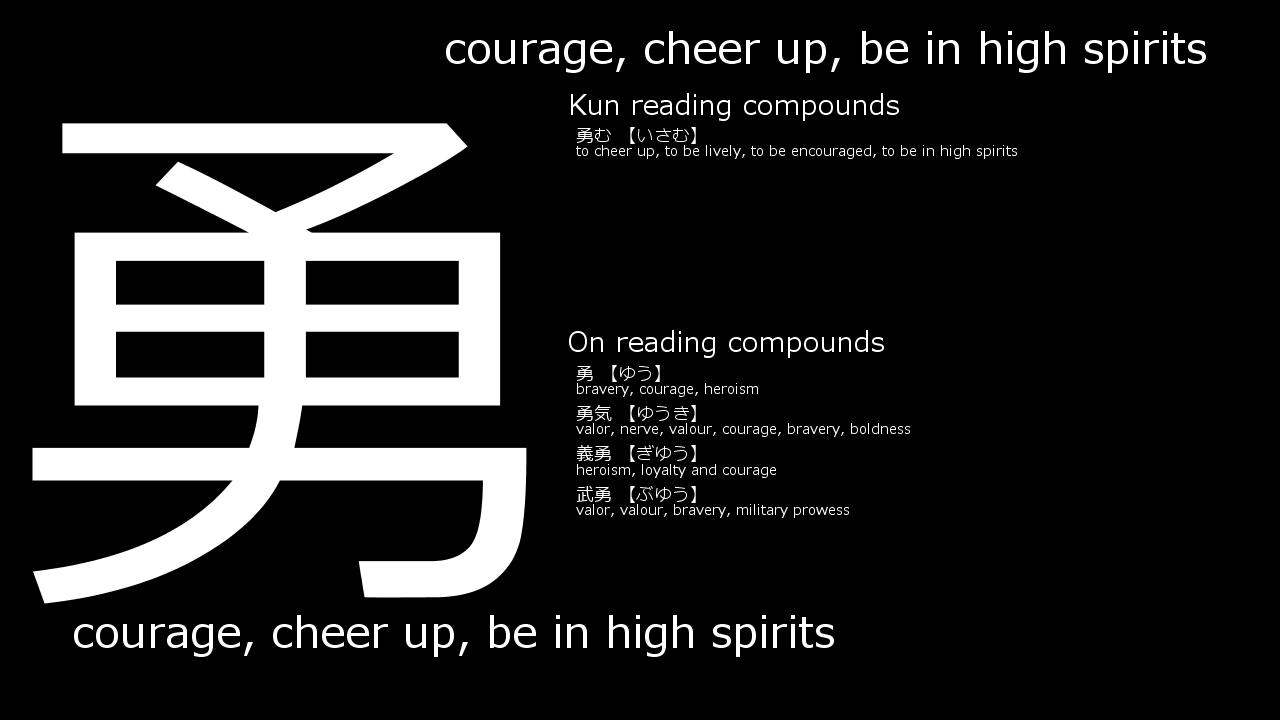 courage, cheer up, be in high spirits
勇
Kun reading compounds
勇む 【いさむ】
to cheer up, to be lively, to be encouraged, to be in high spirits
On reading compounds
勇 【ゆう】
bravery, courage, heroism
勇気 【ゆうき】
valor, nerve, valour, courage, bravery, boldness
義勇 【ぎゆう】
heroism, loyalty and courage
武勇 【ぶゆう】
valor, valour, bravery, military prowess
courage, cheer up, be in high spirits